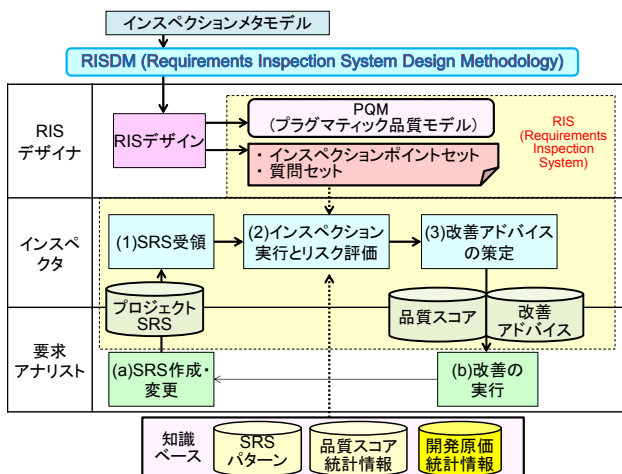 インスペクションメタモデル
RISDM (Requirements Inspection System Design Methodology)
RIS
デザイナ
RISデザイン
PQM
(プラグマティック品質モデル)
・インスペクションポイントセット
・質問セット
RIS
(Requirements
Inspection
System)
インスペ
クタ
(1)SRS受領
(2)インスペクション
実行とリスク評価
(3)改善アドバイス
の策定
プロジェクト
SRS
品質スコア
改善
アドバイス
要求
アナリスト
(a)SRS作成・
変更
(b)改善の
実行
知識
ベース
SRS
パターン
品質スコア
統計情報
開発原価
統計情報